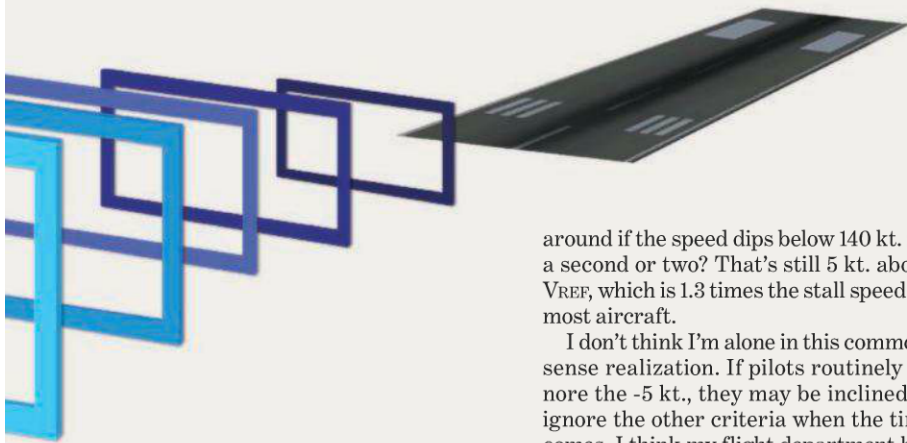 around if the speed dips below 140 kt.
a second or two? That’s still 5 kt.
VREF, which is 1.3 times the stall speed
most aircraft.
I don’t think I’m alone in this
sense realization. If pilots routinely
nore the -5 kt., they may be inclined
ignore the other criteria when the